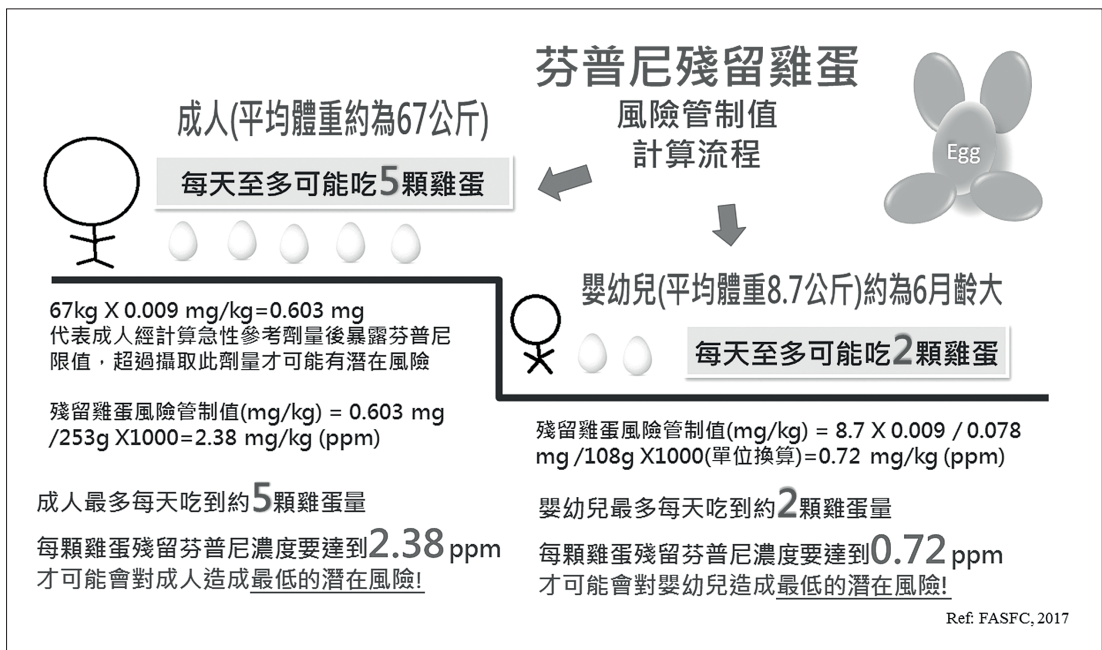 芬普尼殘留雞蛋
風險管制值
計算流程
Egg
成人(平均體重約為67公斤)
每天至多可能吃5顆雞蛋
67kg X 0.009 mg/kg=0.603 mg
代表成人經計算急性參考劑量後暴露芬普尼
限值，超過攝取此劑量才可能有潛在風險
殘留雞蛋風險管制值(mg/kg) = 0.603 mg
/253g X1000=2.38 mg/kg (ppm)
成人最多每天吃到約5顆雞蛋量
每顆雞蛋殘留芬普尼濃度要達到2.38 ppm
才可能會對成人造成最低的潛在風險!
嬰幼兒(平均體重8.7公斤)約為6月齡大
每天至多可能吃2顆雞蛋
殘留雞蛋風險管制值(mg/kg) = 8.7 X 0.009 / 0.078
mg /108g X1000(單位換算)=0.72 mg/kg (ppm)
嬰幼兒最多每天吃到約2顆雞蛋量
每顆雞蛋殘留芬普尼濃度要達到0.72 ppm
才可能會對嬰幼兒造成最低的潛在風險!
Ref: FASFC, 2017